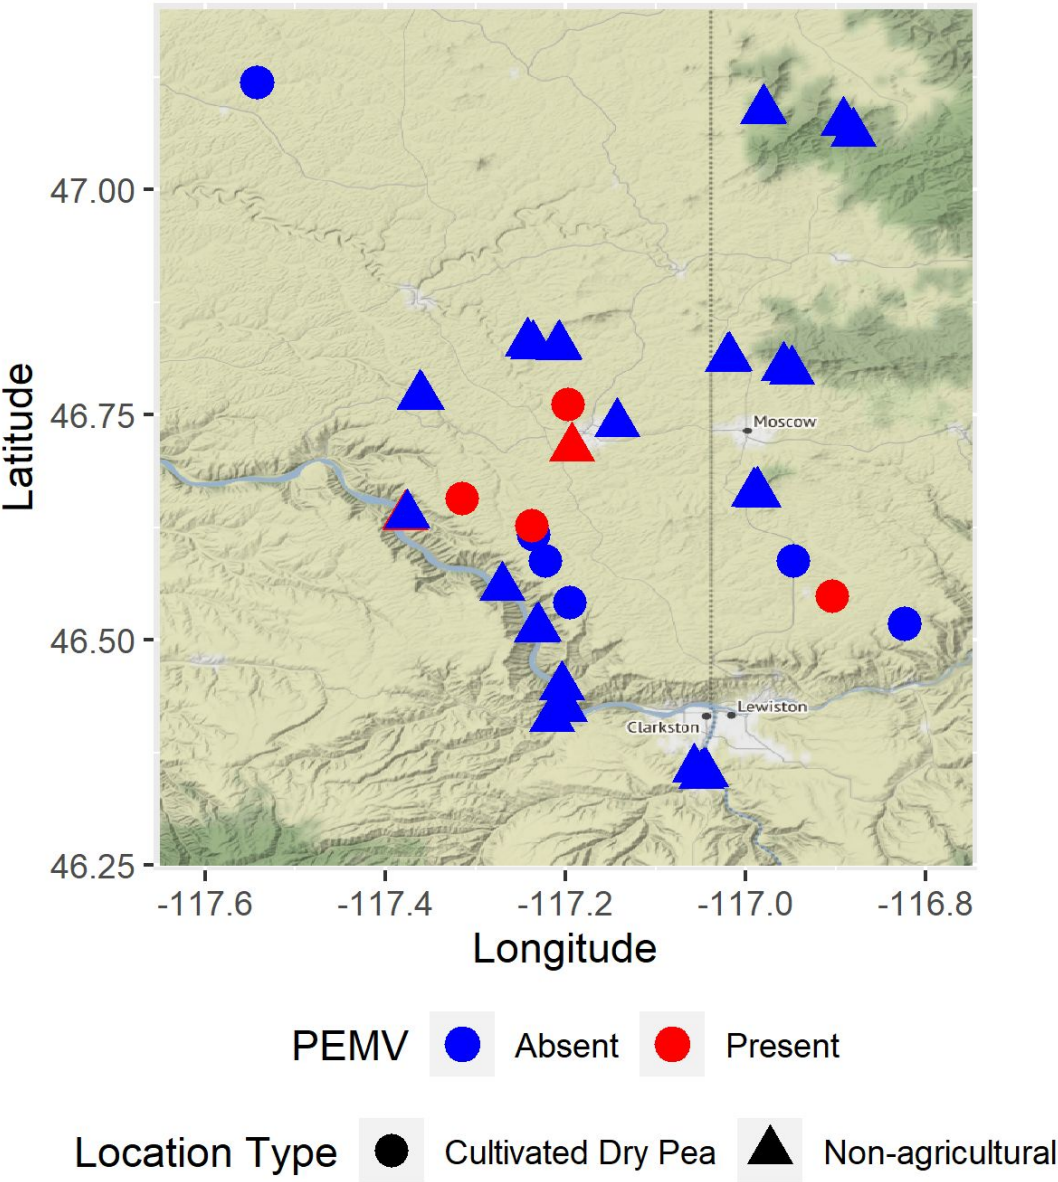 47.00
46.75
46.50
46.25
Latitude
Moscow
Lewiston
Clarkston
-117.6 -117.4 -117.2 -117.0 -116.8
Longitude
PEMV Absent Present
Location Type Cultivated Dry Pea Non-agricultural